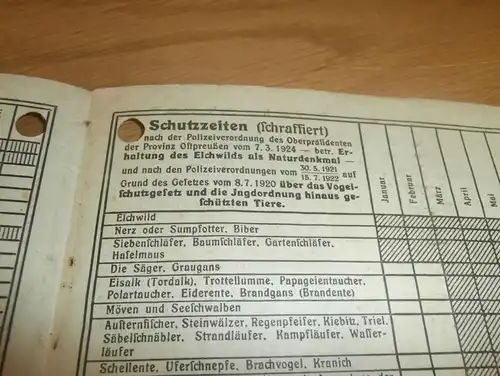 Schutzzeiten (schraffiert)
nach der Polizeiverordnung des Oberpräsidenten
der Provinz Ostpreußen vom 7. 3. 1924 — betr. Er-
haltung des Elchwilds als Naturdenkmal —
und nach den Polizeiverordnungen vom 30. 5. 1921 / 15. 7. 1922 auf
Grund des Gesetzes vom 8. 7. 1920 über das Vogel-
schutzgesetz und die Jagdordnung hinaus ge-
schützten Tiere.
Januar
Februar
März
April
Mai
Elchwild
Nerz oder Sumpfotter, Biber
Siebenschläfer, Baumschläfer, Gartenschläfer,
Haselmaus
Die Säger, Graugans
Eisalk (Tordalk), Trottellumme, Papageientaucher,
Polartaucher, Eiderente, Brandgans (Brandente)
Möven und Seeschwalben
Austernfischer, Steinwälzer, Regenpfeifer, Kiebitz, Triel,
Säbelschnäbler, Strandläufer, Kampfläufer, Wasser-
läufer
Schellente, Uferschnepfe, Brachvogel, Kranich